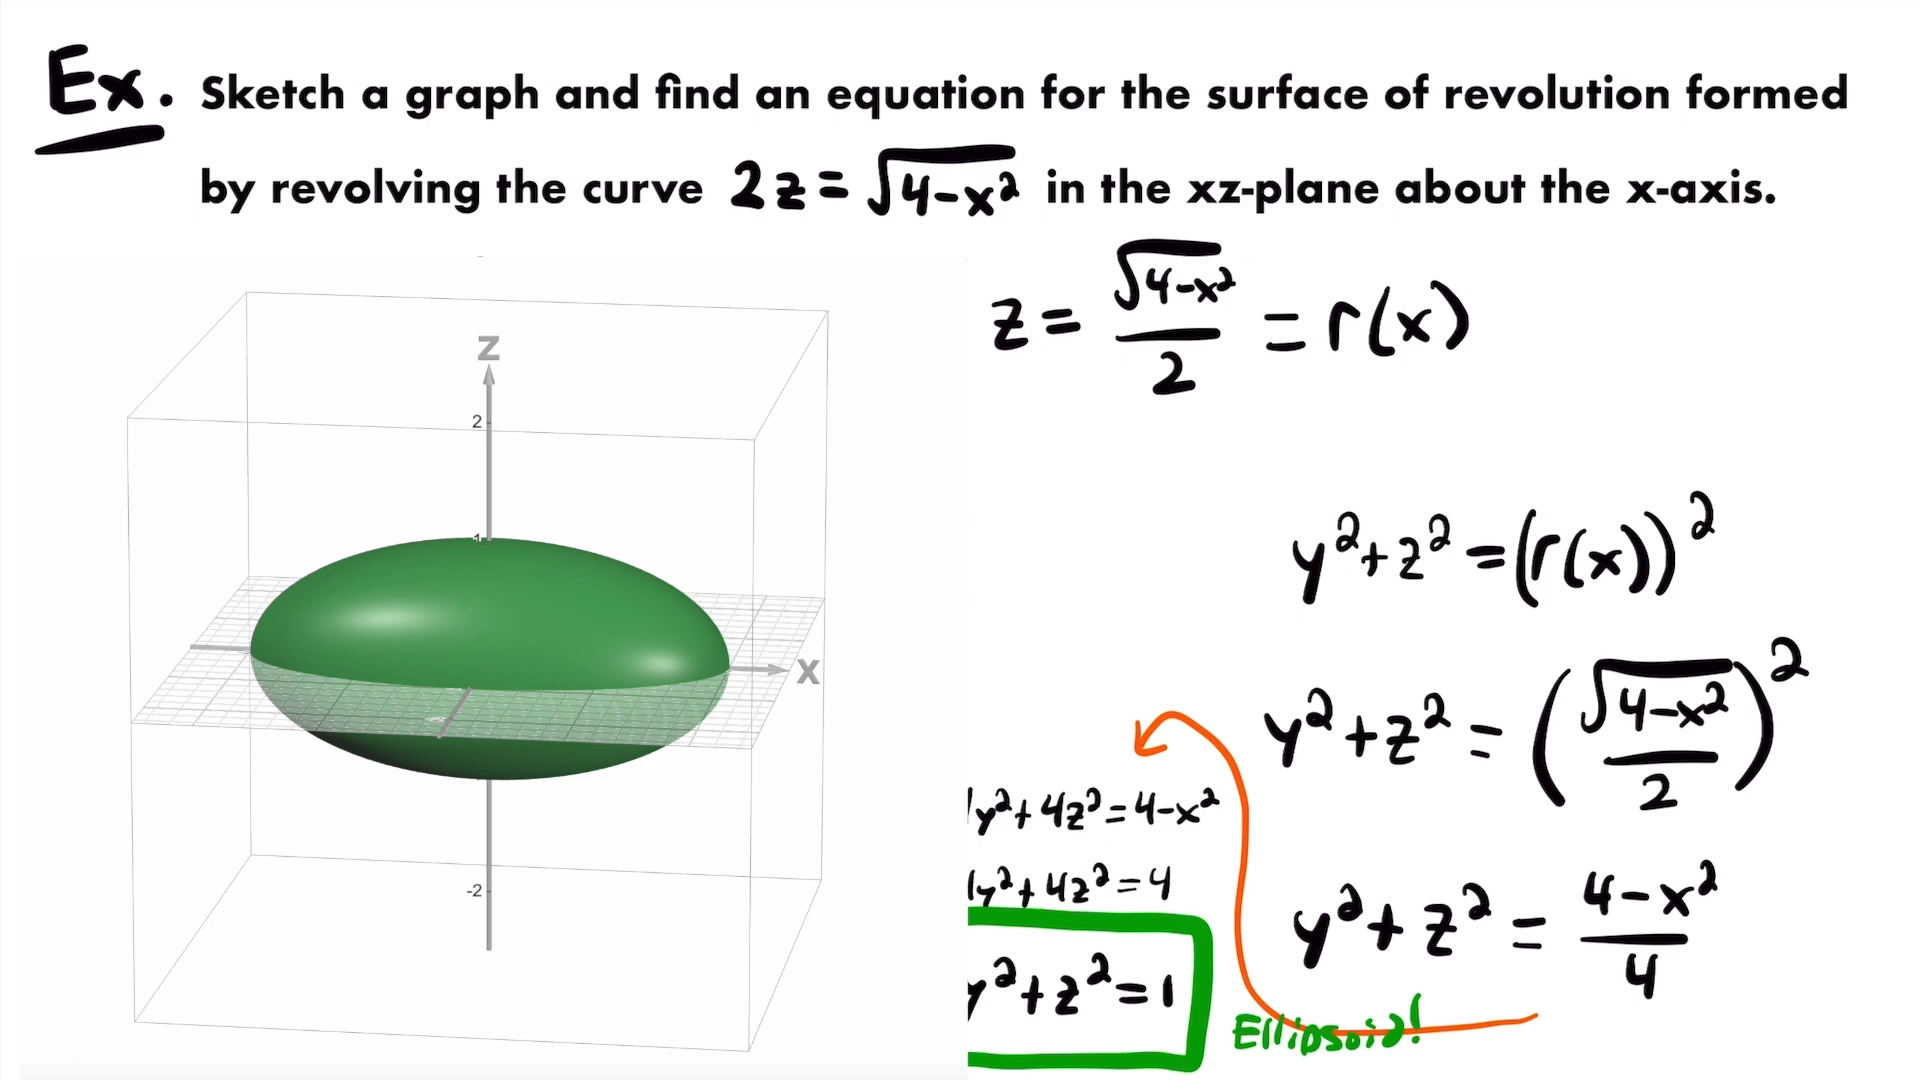 Ex. Sketch a graph and find an equation for the surface of revolution formed
by revolving the curve 2z = √(4-x²) in the xz-plane about the x-axis.
z = √(4-x²)/2 = r(x)
Z
2
1
X
-2
y²+z² = (r(x))²
y²+z² = (√(4-x²)/2)²
y²+z² = (4-x²)/4
y²+4z²=4-x²
y²+4z²=4
y²+z²=1
Ellipsoid!